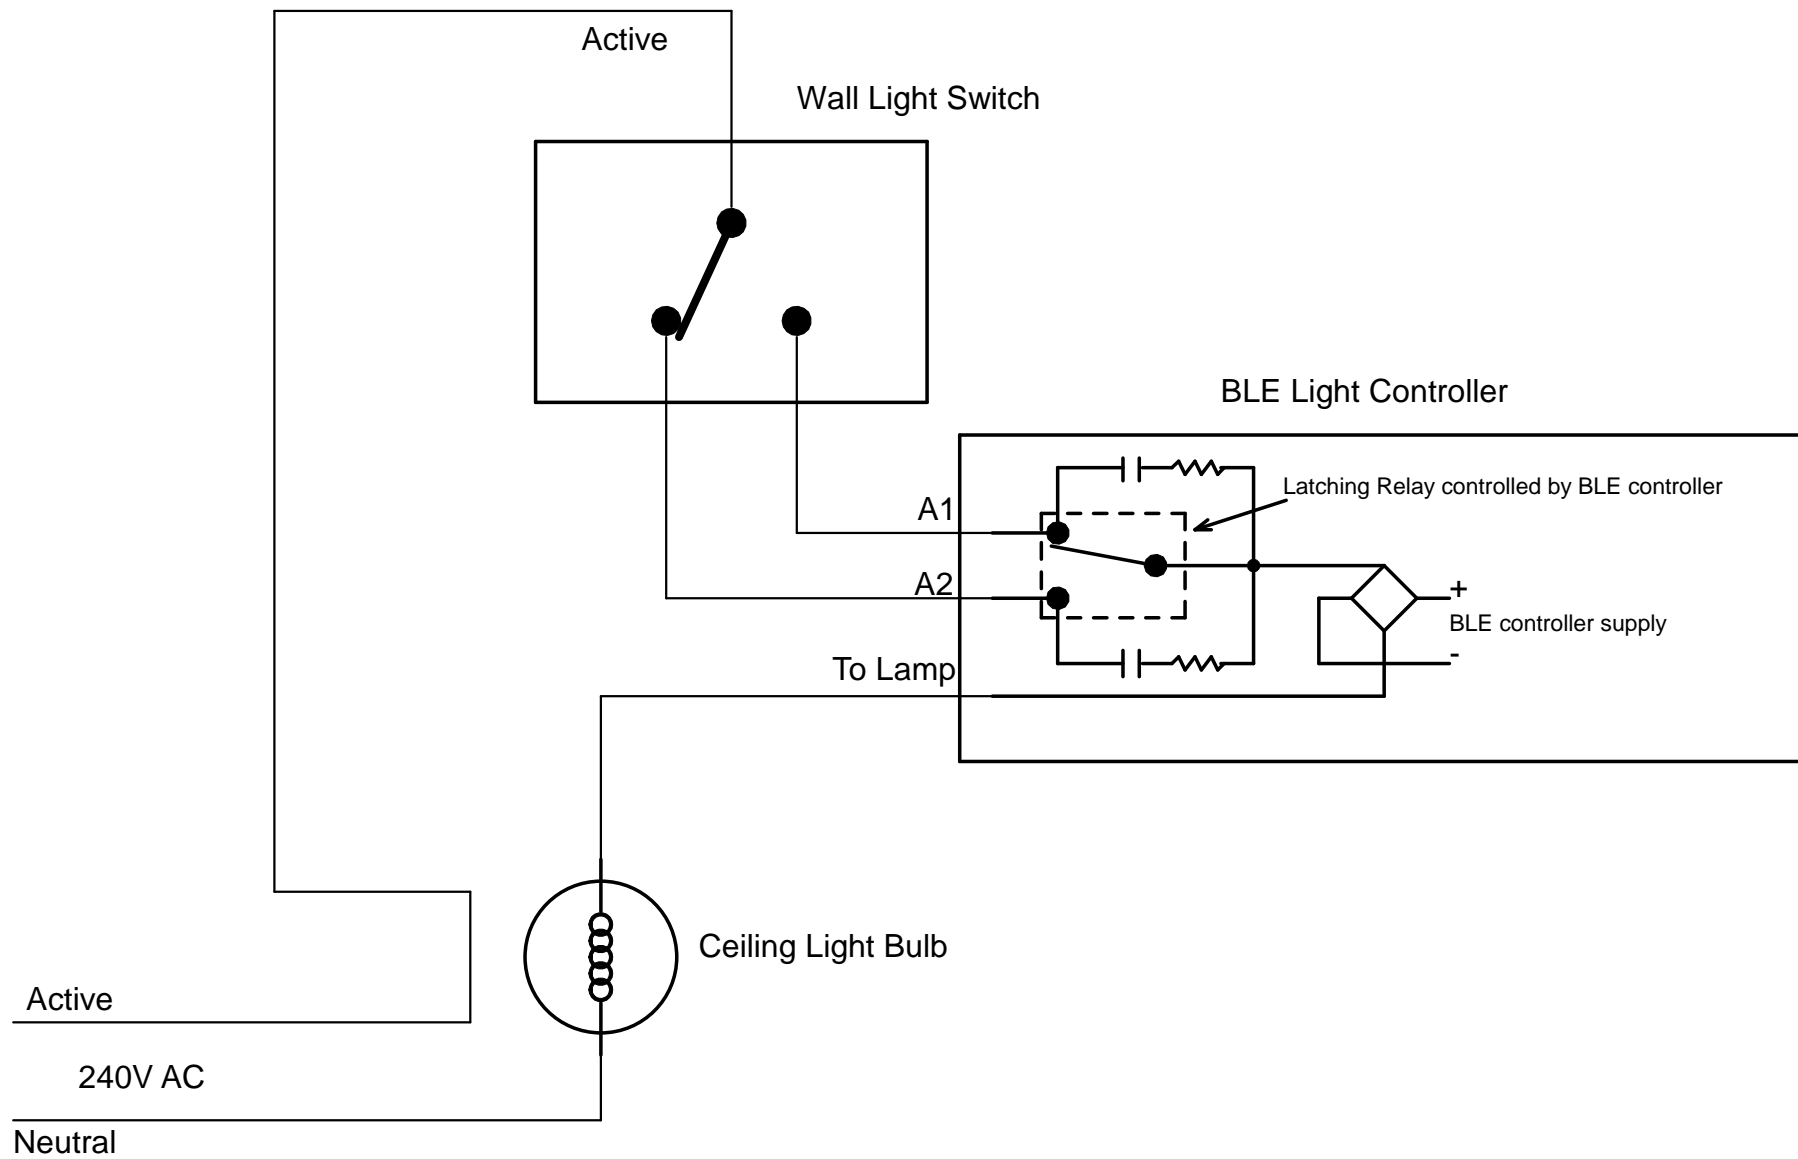 Active
Wall Light Switch
BLE Light Controller
Latching Relay controlled by BLE controller
A1
A2
+
BLE controller supply
-
To Lamp
Ceiling Light Bulb
Active
240V AC
Neutral